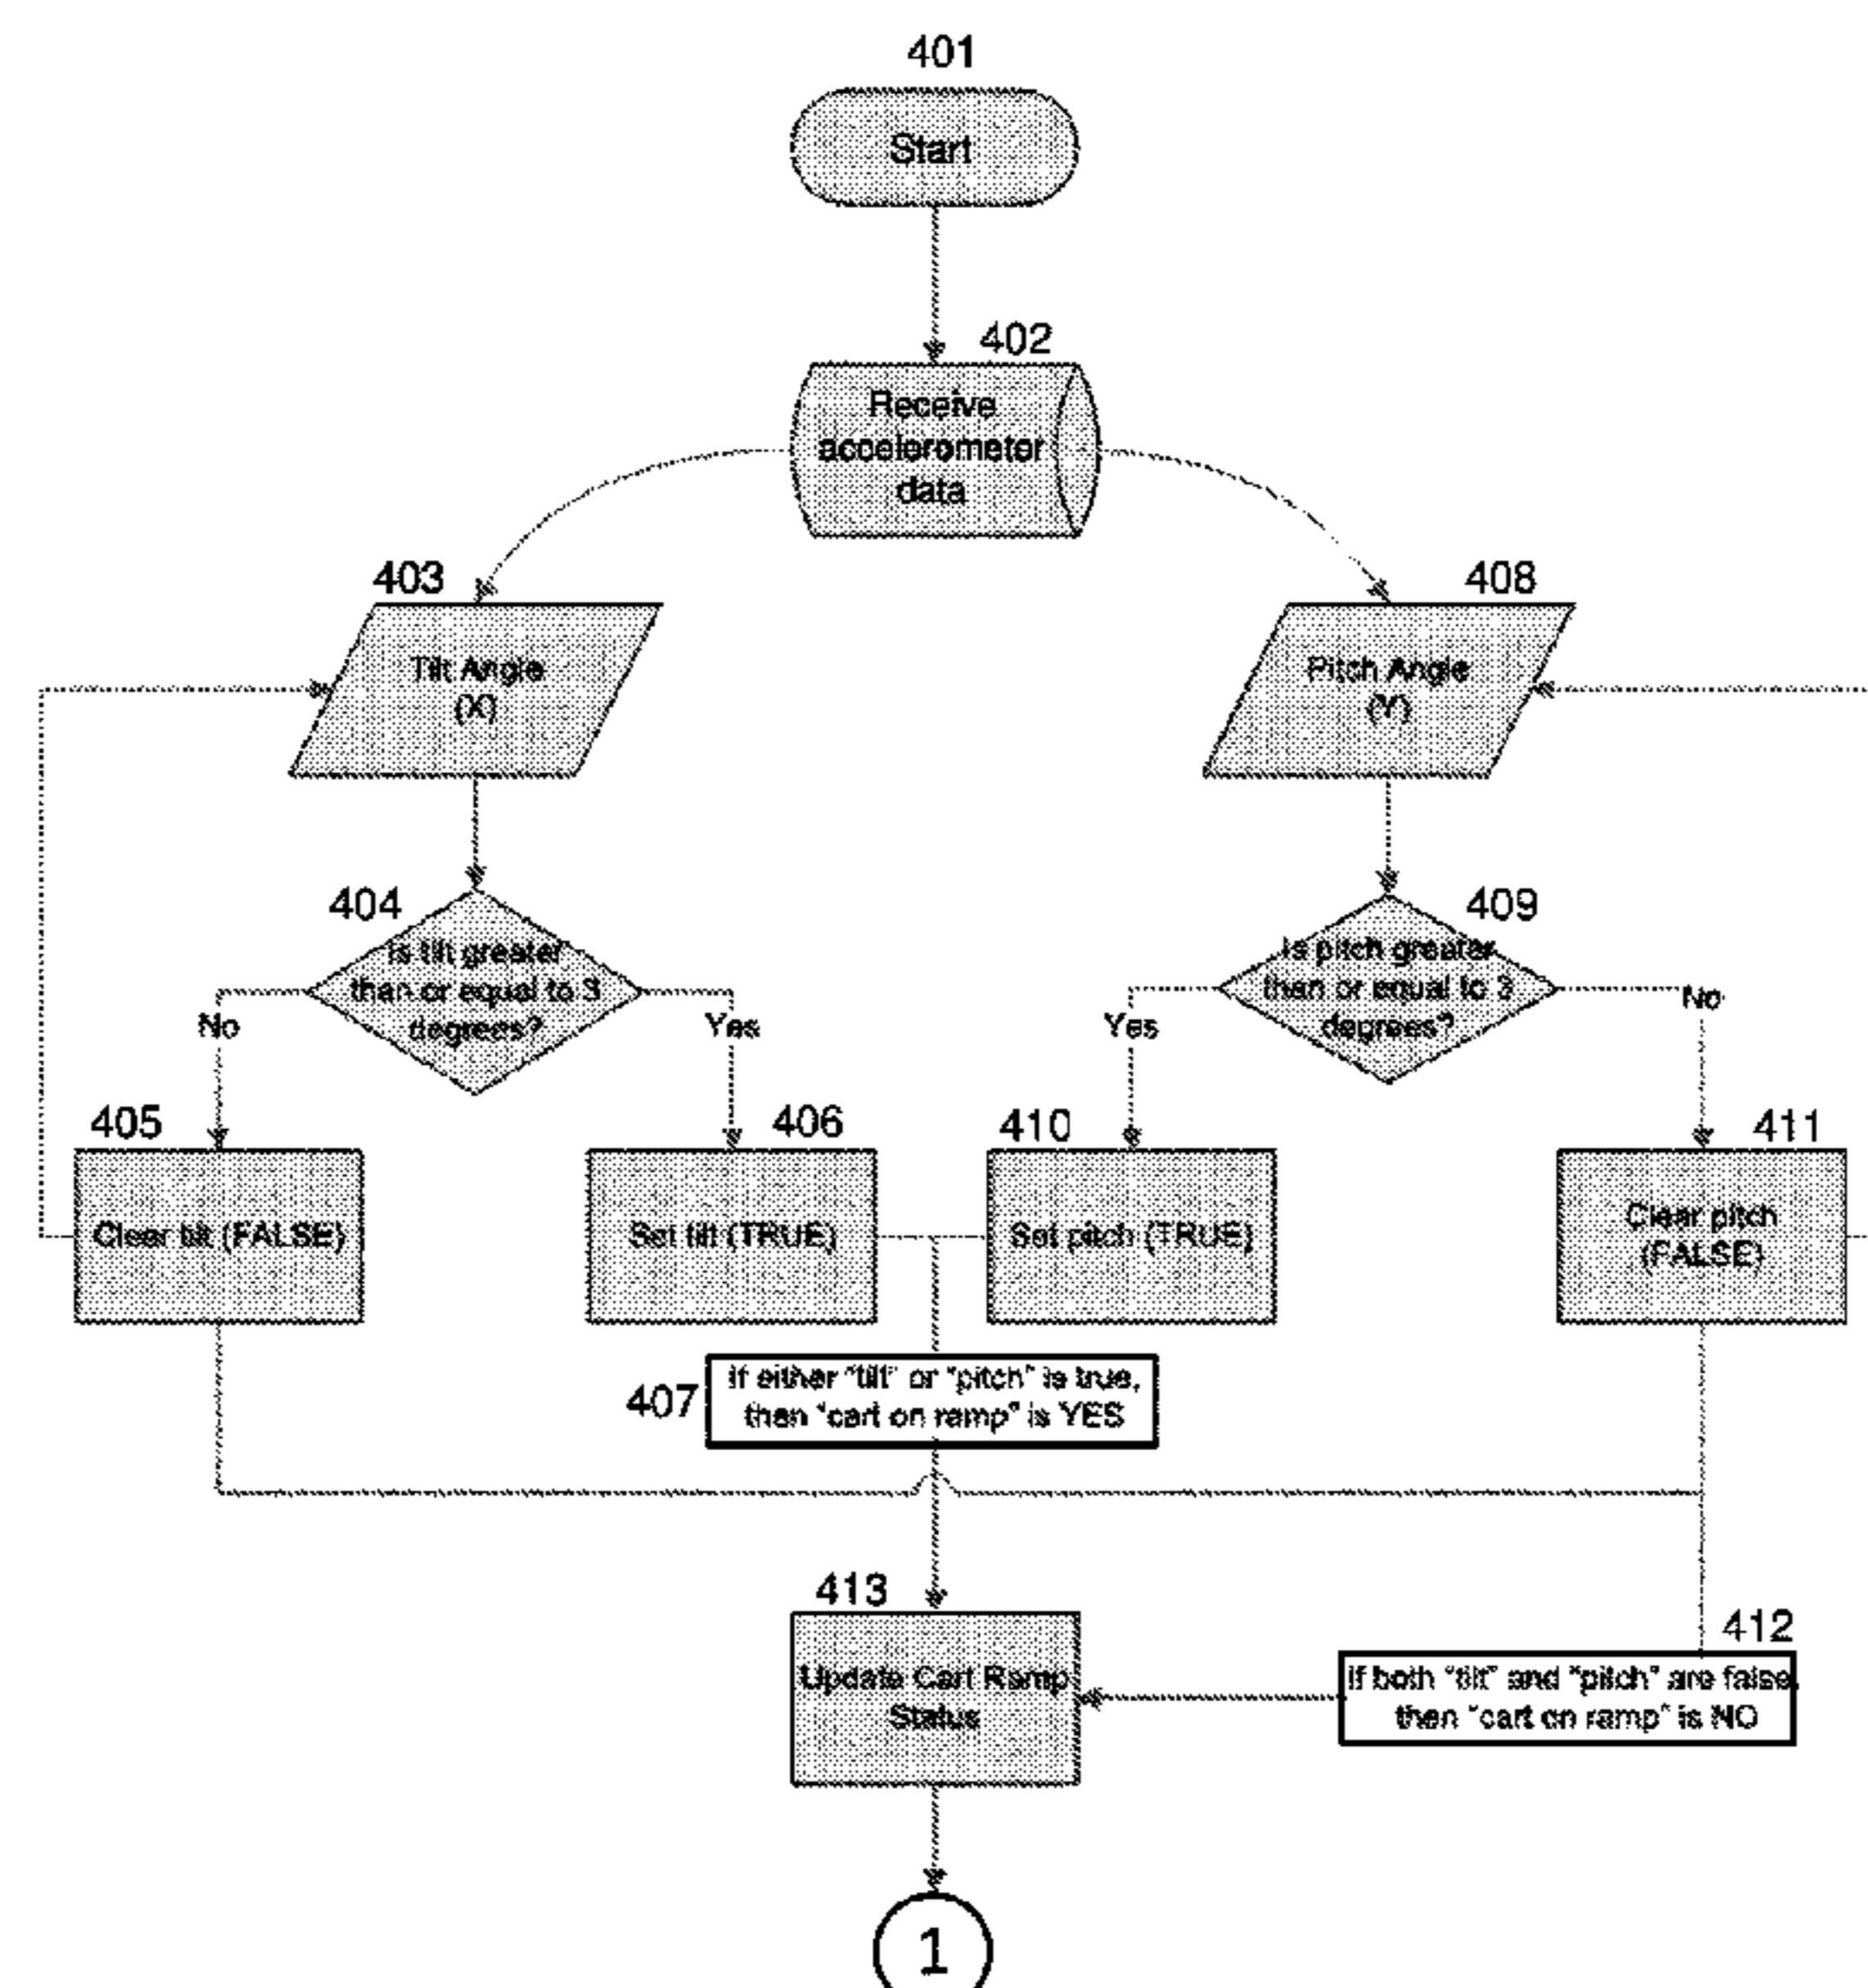 401
Start
402
Receive
accelerometer
data
403
Tilt Angle
(X)
408
Pitch Angle
(Y)
404
Is tilt greater
than or equal to 3
degrees?
No
Yes
409
Is pitch greater
than or equal to 3
degrees?
Yes
No
405
Clear tilt (FALSE)
406
Set tilt (TRUE)
410
Set pitch (TRUE)
411
Clear pitch
(FALSE)
407
If either "tilt" or "pitch" is true,
then "cart on ramp" is YES
413
Update Cart Ramp
Status
412
If both "tilt" and "pitch" are false,
then "cart on ramp" is NO
1